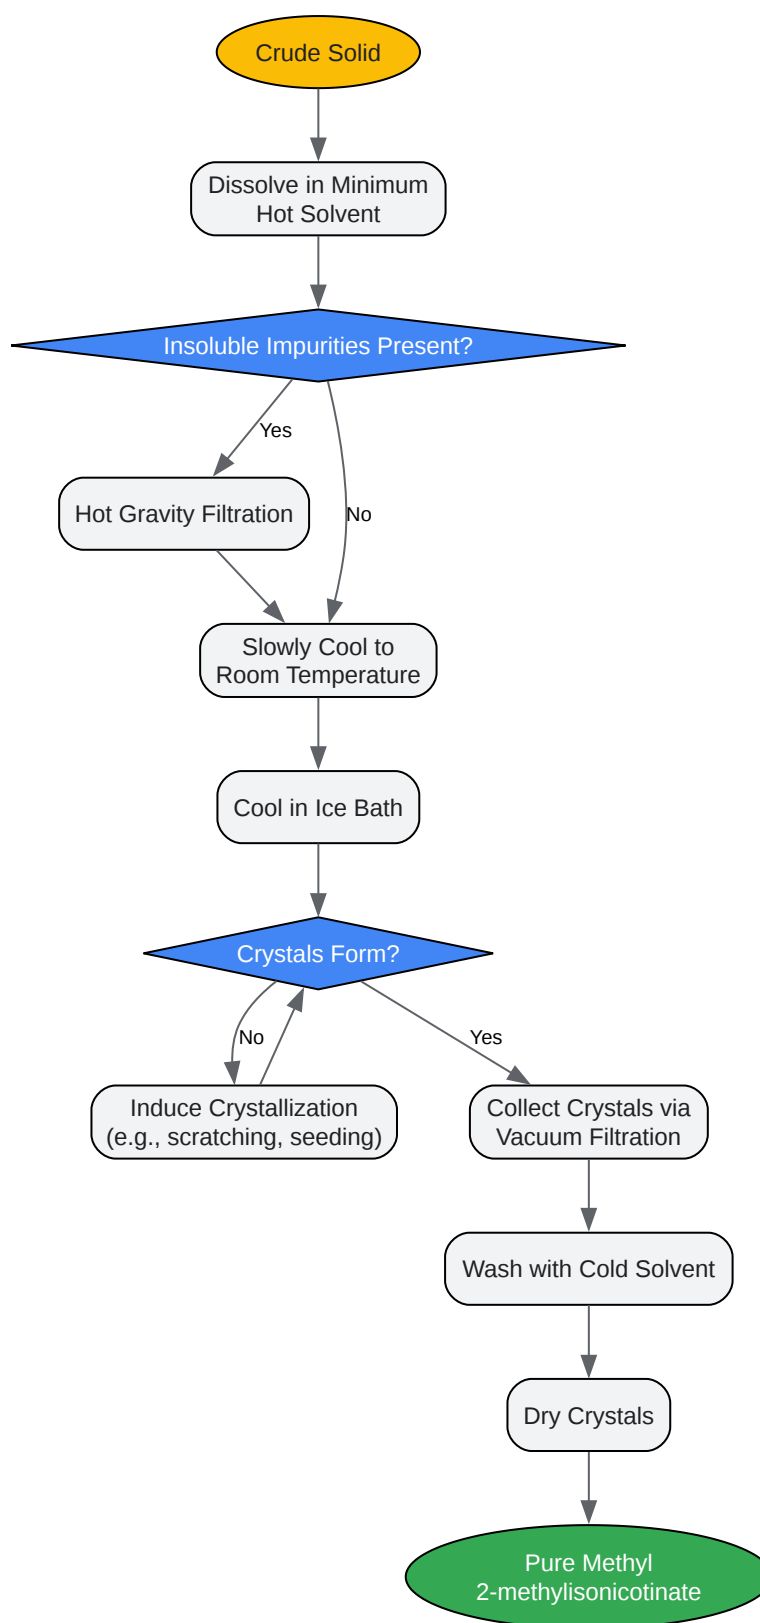 Crude Solid
Dissolve in Minimum
Hot Solvent
Insoluble Impurities Present?
Yes
Hot Gravity Filtration
No
Slowly Cool to
Room Temperature
Cool in Ice Bath
Crystals Form?
No
Yes
Induce Crystallization
(e.g., scratching, seeding)
Collect Crystals via
Vacuum Filtration
Wash with Cold Solvent
Dry Crystals
Pure Methyl
2-methylisonicotinate